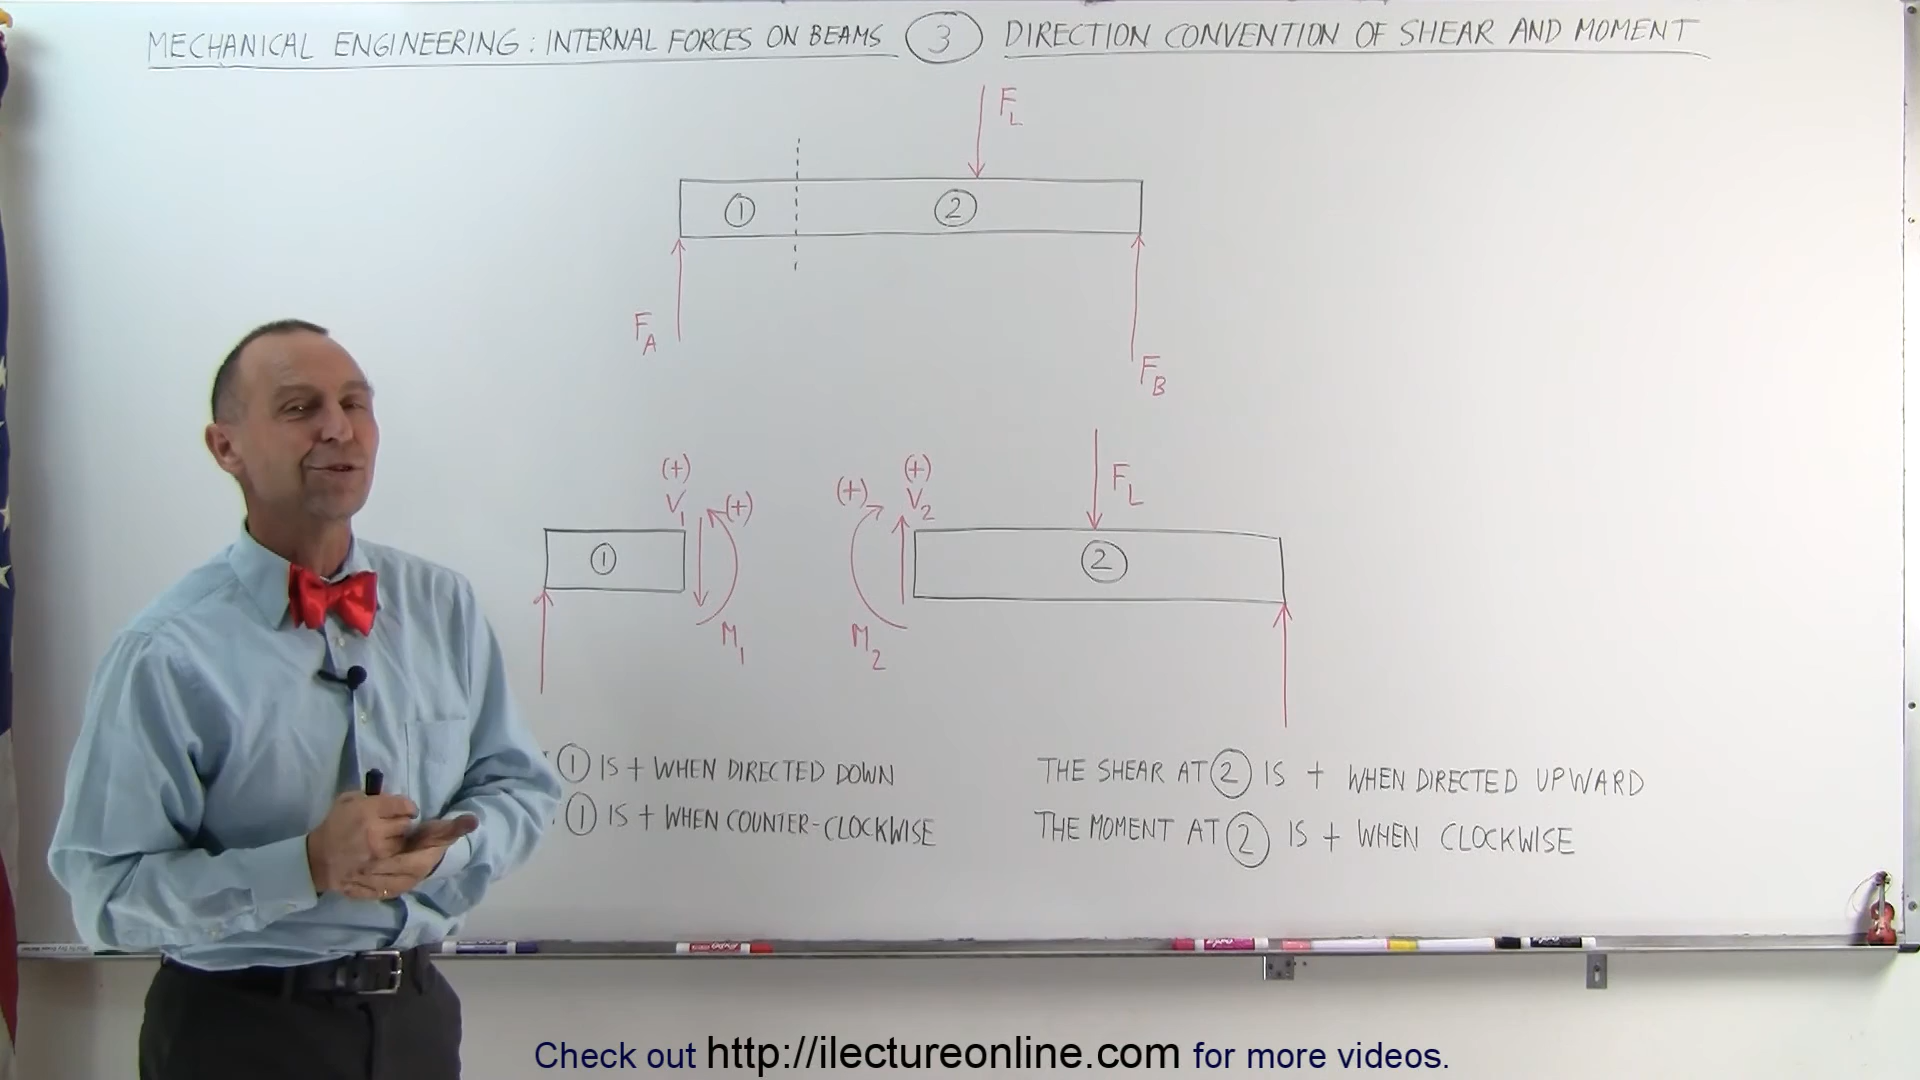 MECHANICAL ENGINEERING: INTERNAL FORCES ON BEAMS 3 DIRECTION CONVENTION OF SHEAR AND MOMENT
F_L
1 2
F_A
F_B
(+) (+)
V_1 (+)
(+) V_2
F_L
1 2
M_1 M_2
1 IS + WHEN DIRECTED DOWN
1 IS + WHEN COUNTER-CLOCKWISE
THE SHEAR AT 2 IS + WHEN DIRECTED UPWARD
THE MOMENT AT 2 IS + WHEN CLOCKWISE
Check out http://ilectureonline.com for more videos.